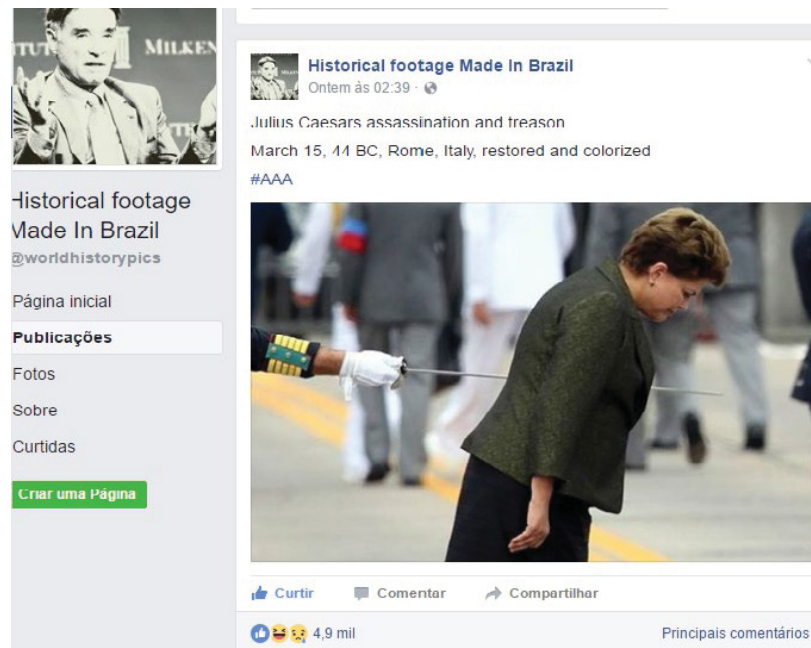 TUT
MILKEN
Historical footage
Made In Brazil
@worldhistorypics
Página inicial
Publicações
Fotos
Sobre
Curtidas
Criar uma Página
Historical footage Made In Brazil
Ontem às 02:39
Julius Caesars assassination and treason
March 15, 44 BC, Rome, Italy, restored and colorized
#AAA
Curtir Comentar Compartilhar
4,9 mil Principais comentários